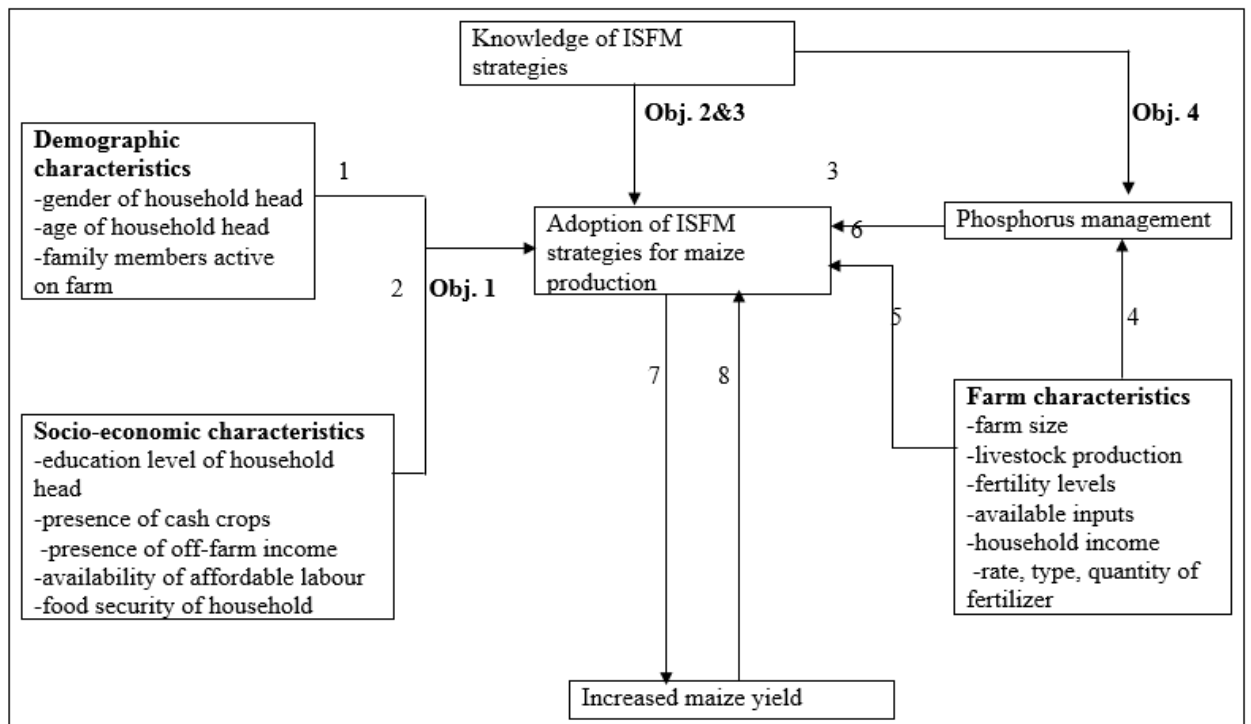 Knowledge of ISFM
strategies
Obj. 2&3
Obj. 4
Demographic
characteristics
-gender of household head
-age of household head
-family members active
on farm
1
2
Obj. 1
Adoption of ISFM
strategies for maize
production
3
6
Phosphorus management
5
4
7
8
Socio-economic characteristics
-education level of household
head
-presence of cash crops
-presence of off-farm income
-availability of affordable labour
-food security of household
Farm characteristics
-farm size
-livestock production
-fertility levels
-available inputs
-household income
-rate, type, quantity of
fertilizer
Increased maize yield